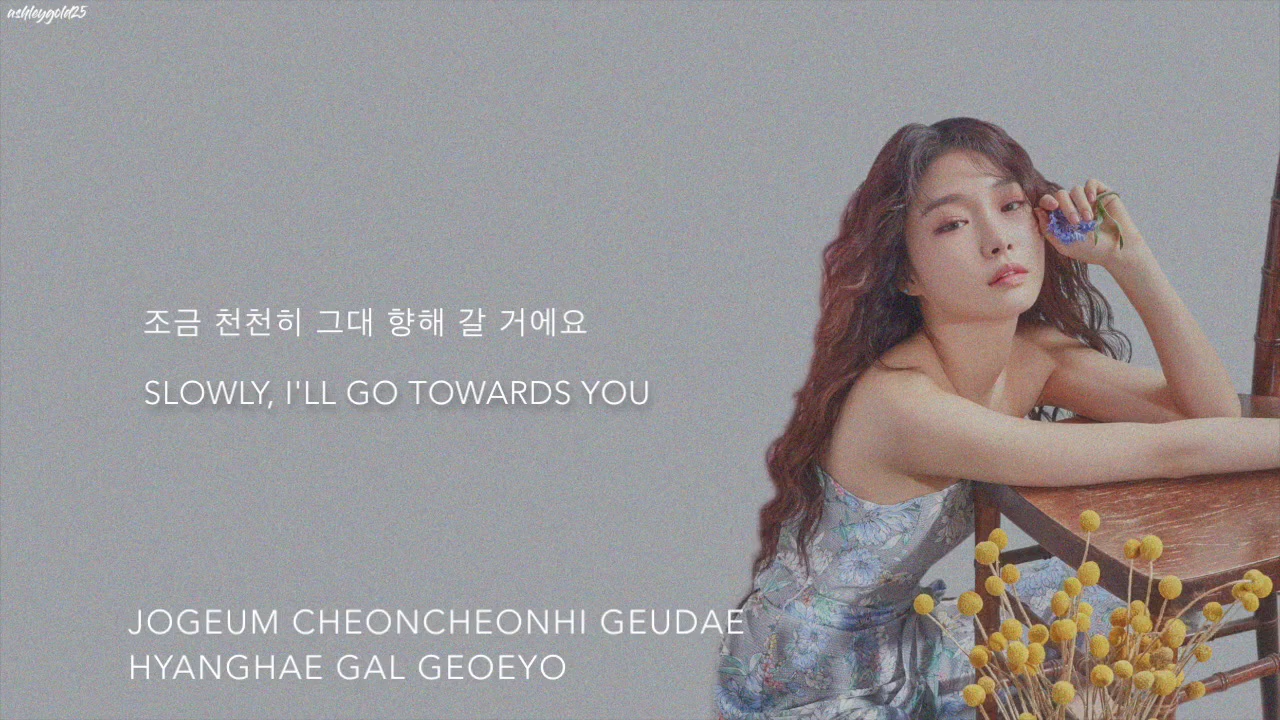 ashleygold25
조금 천천히 그대 향해 갈 거에요
SLOWLY, I'LL GO TOWARDS YOU
JOGEUM CHEONCHEONHI GEUDAE
HYANGHAE GAL GEOEYO